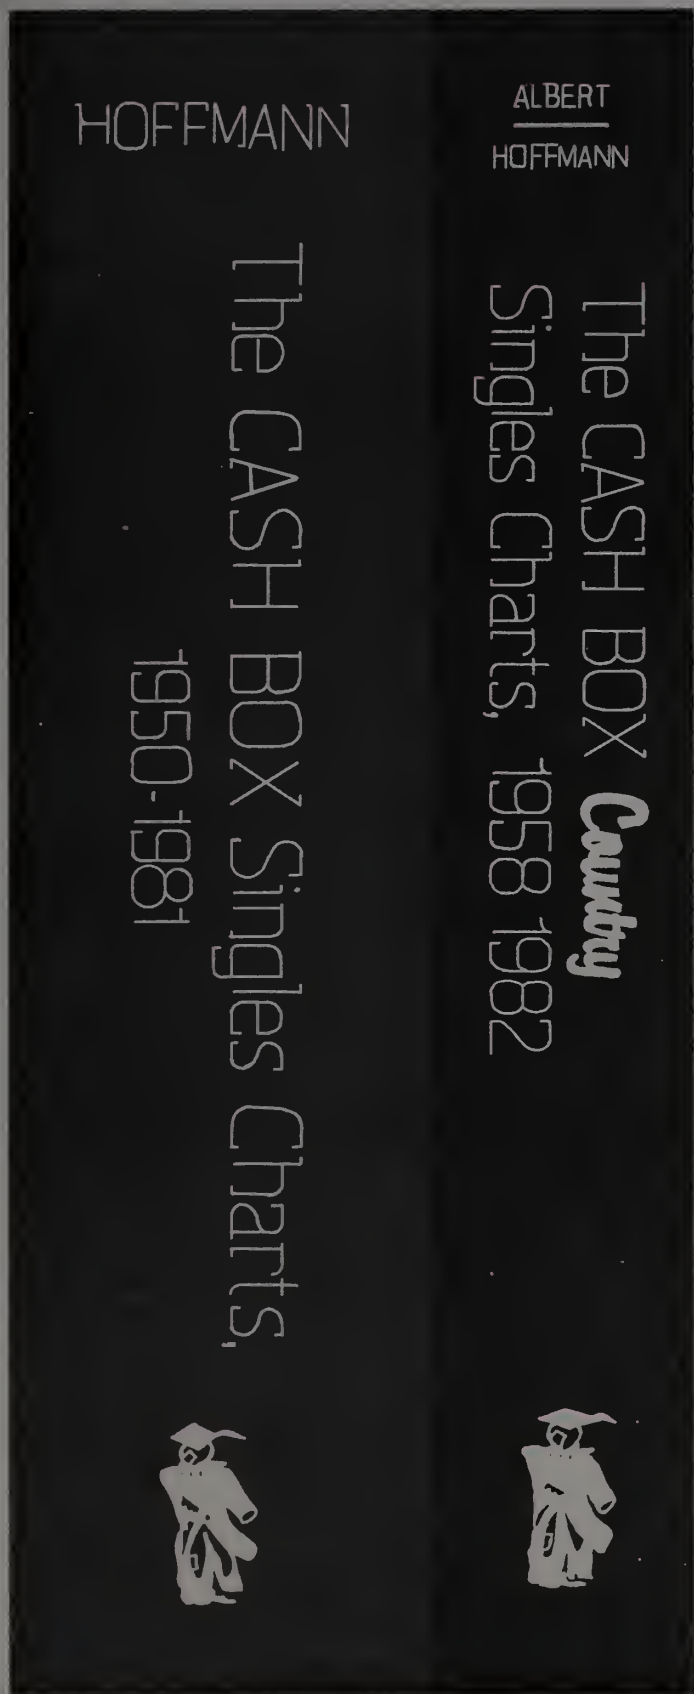 HOFFMANN
The CASH BOX Singles Charts,
1950-1981
ALBERT
HOFFMANN
The CASH BOX Country
Singles Charts, 1958 1982